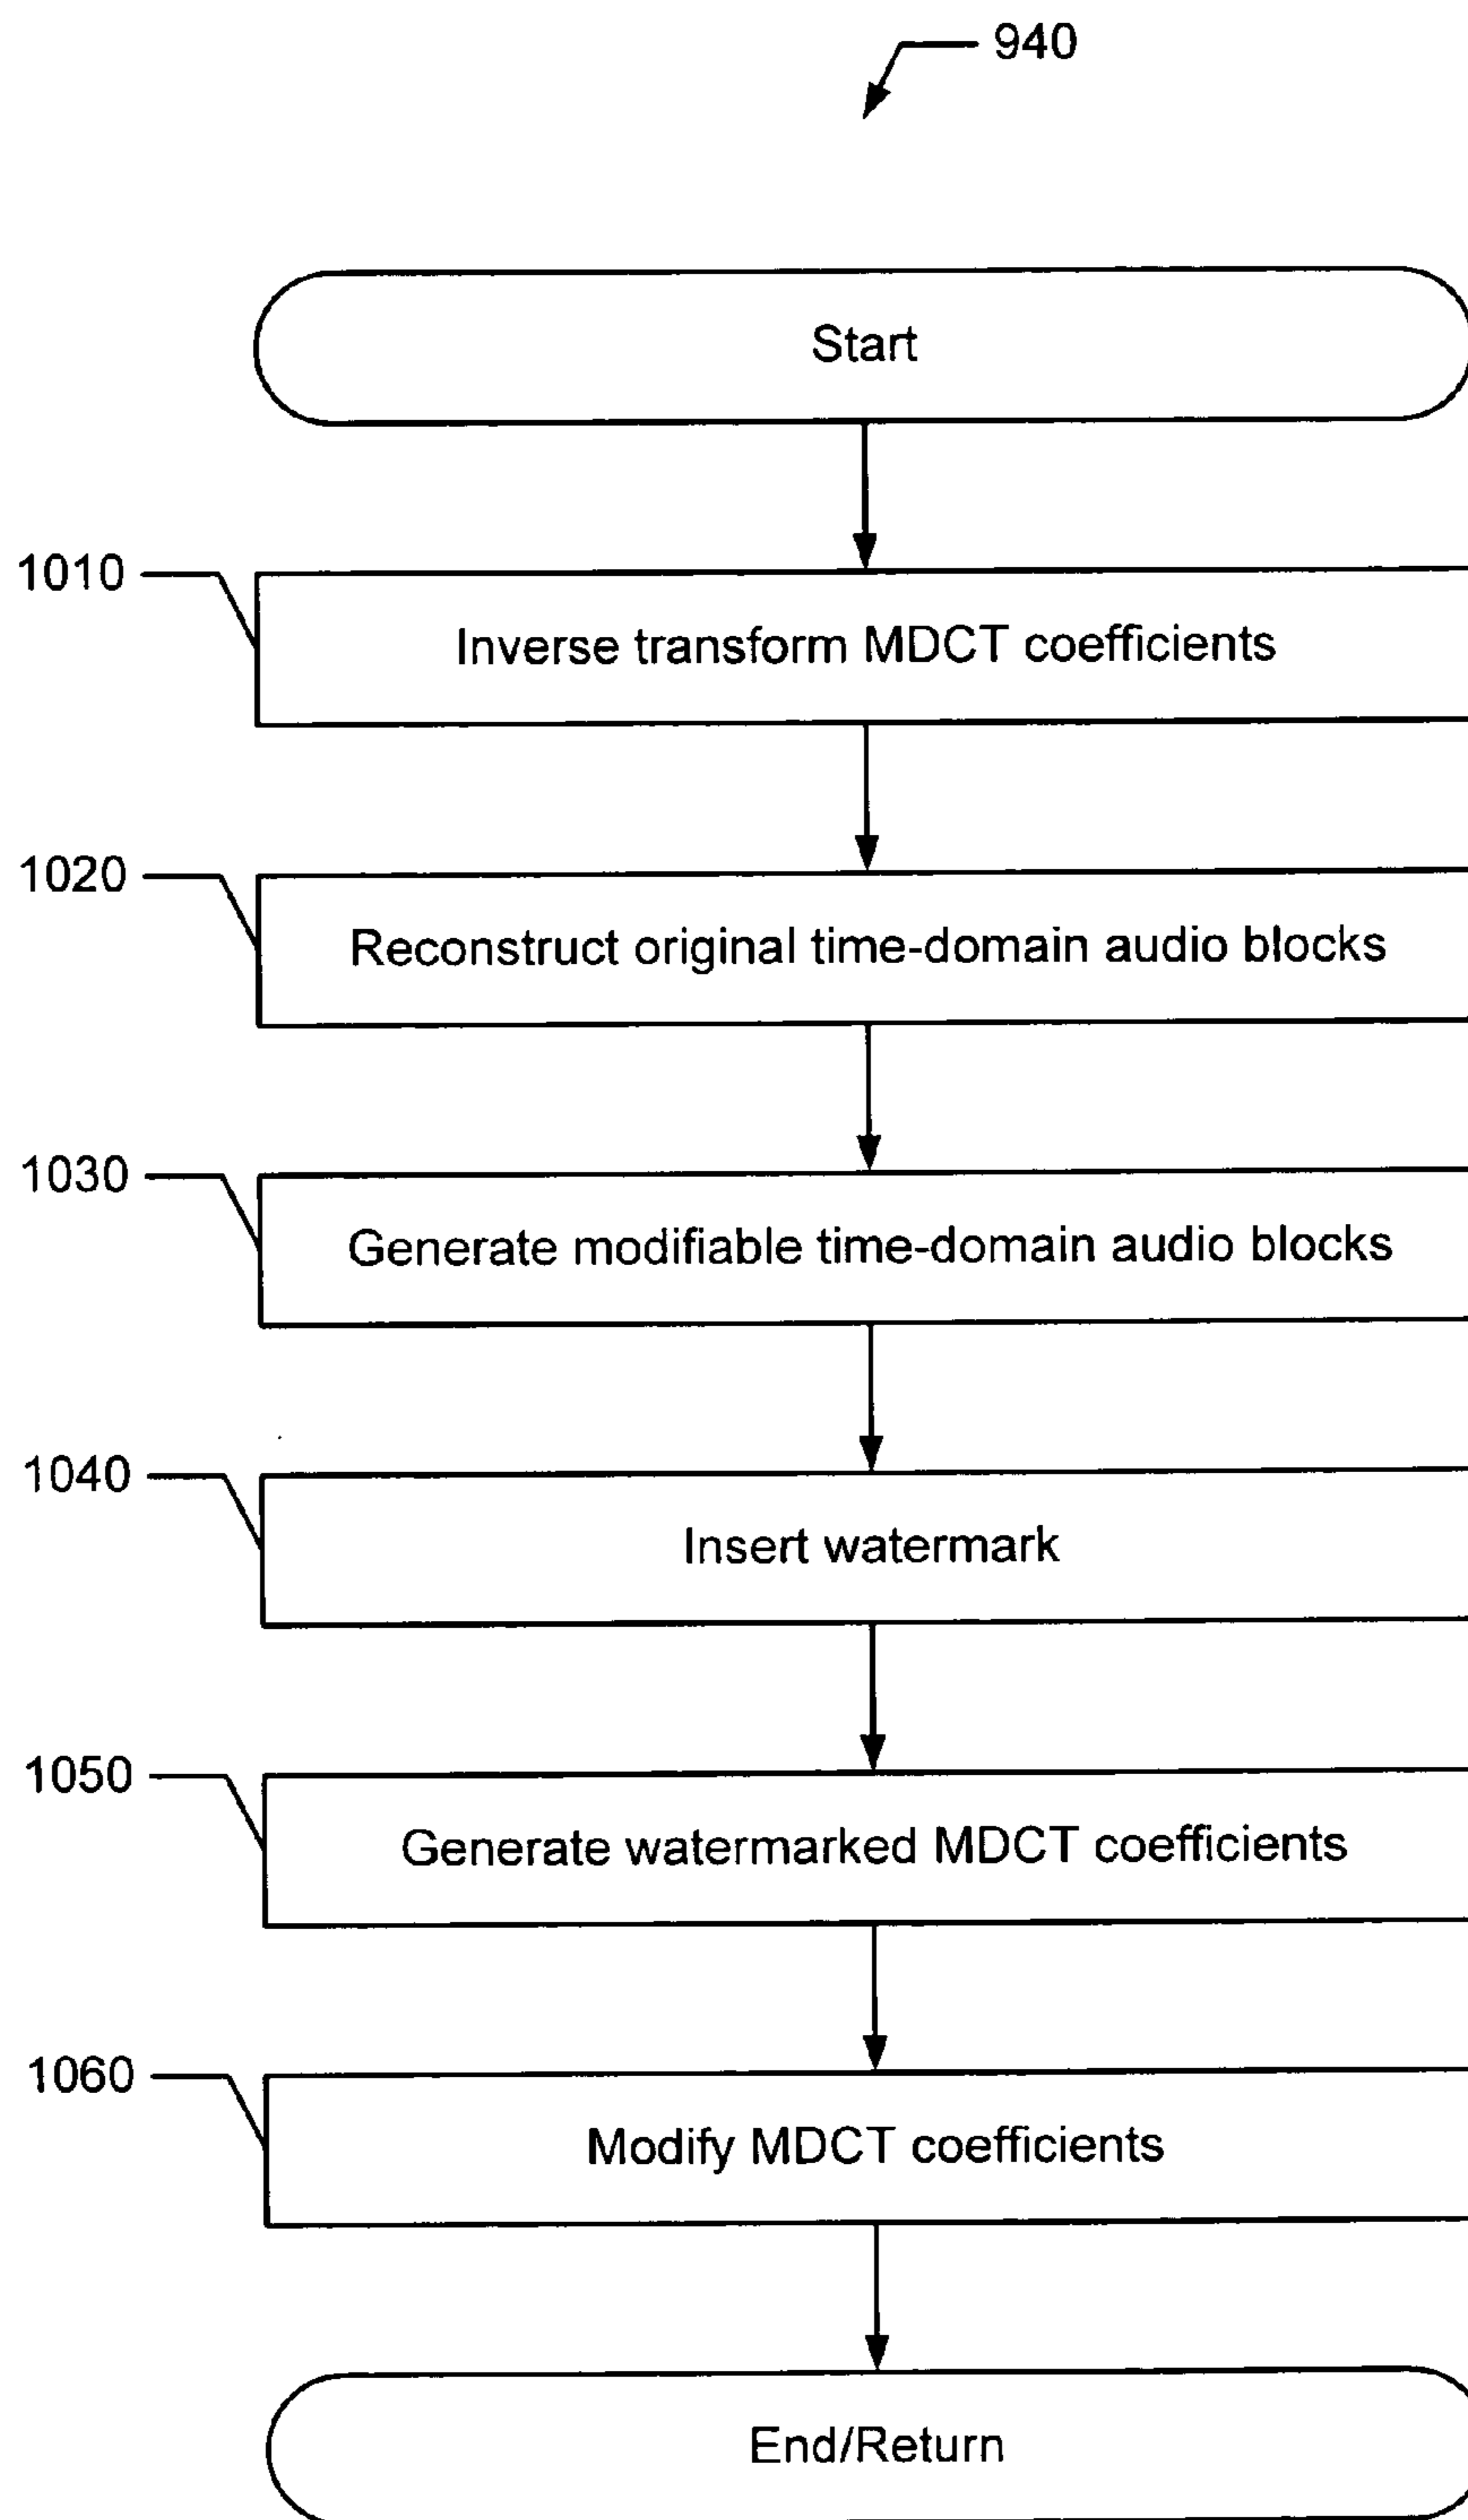 940
Start
1010
Inverse transform MDCT coefficients
1020
Reconstruct original time-domain audio blocks
1030
Generate modifiable time-domain audio blocks
1040
Insert watermark
1050
Generate watermarked MDCT coefficients
1060
Modify MDCT coefficients
End/Return